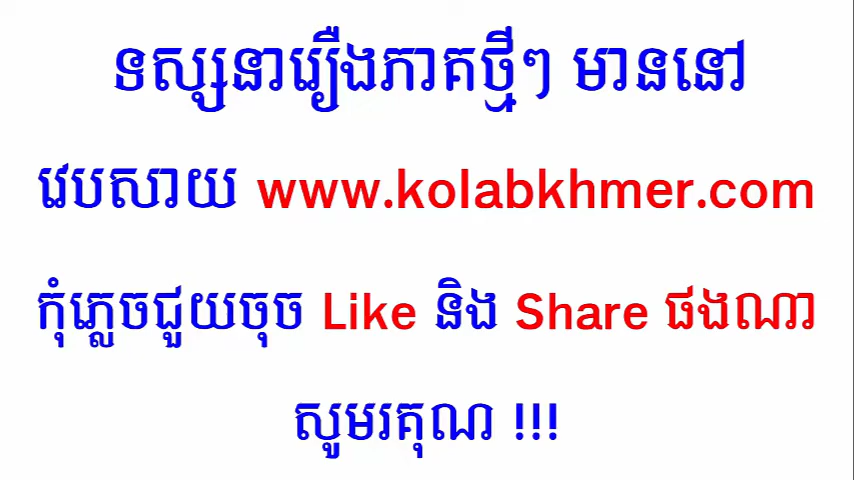 ទស្សនារឿងភាគថ្មីៗ មាននៅ
វេបសាយ www.kolabkhmer.com
កុំភ្លេចជួយចុច Like និង Share ផងណា
សូមរគុណ !!!